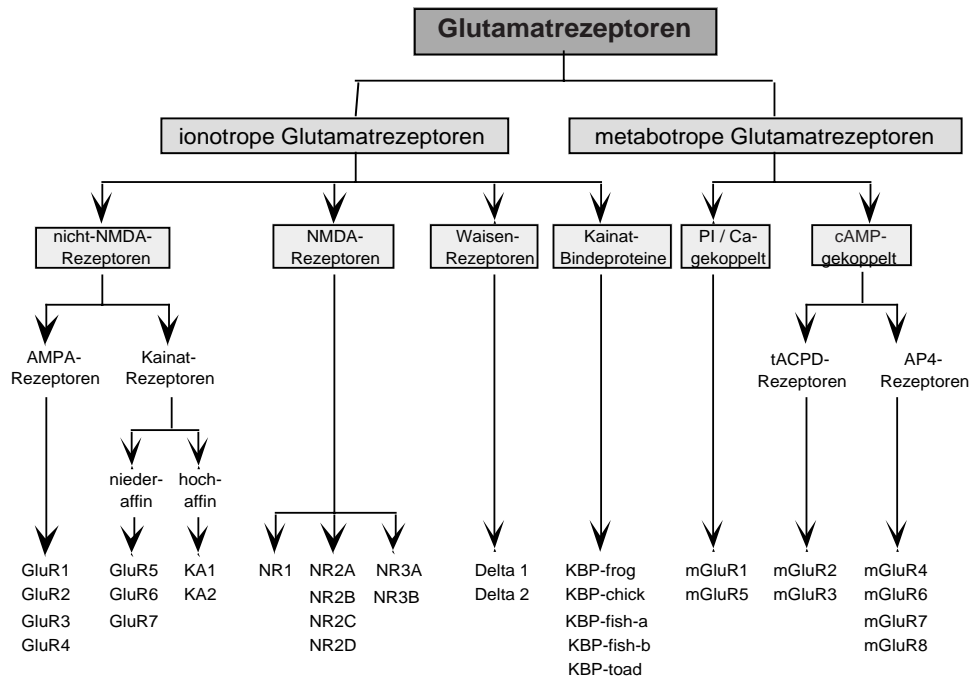 Glutamatrezeptoren
ionotrope Glutamatrezeptoren
metabotrope Glutamatrezeptoren
nicht-NMDA-
Rezeptoren
NMDA-
Rezeptoren
Waisen-
Rezeptoren
Kainat-
Bindeproteine
PI / Ca-
gekoppelt
cAMP-
gekoppelt
AMPA-
Rezeptoren
Kainat-
Rezeptoren
tACPD-
Rezeptoren
AP4-
Rezeptoren
nieder-
affin
hoch-
affin
GluR1
GluR2
GluR3
GluR4
GluR5
GluR6
GluR7
KA1
KA2
NR1
NR2A
NR2B
NR2C
NR2D
NR3A
NR3B
Delta 1
Delta 2
KBP-frog
KBP-chick
KBP-fish-a
KBP-fish-b
KBP-toad
mGluR1
mGluR5
mGluR2
mGluR3
mGluR4
mGluR6
mGluR7
mGluR8